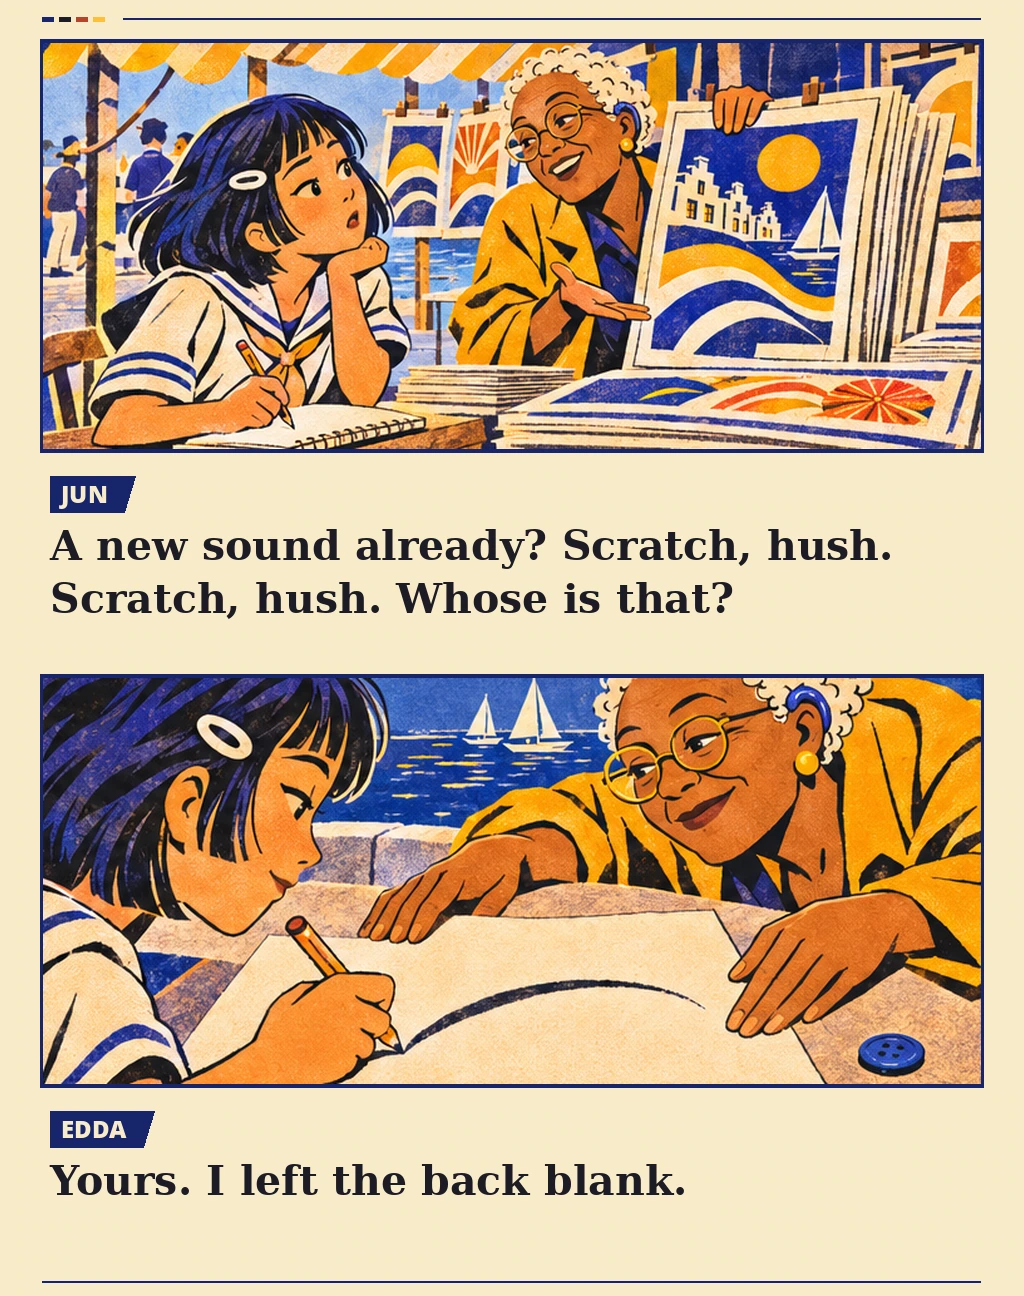 JUN
A new sound already? Scratch, hush.
Scratch, hush. Whose is that?
EDDA
Yours. I left the back blank.